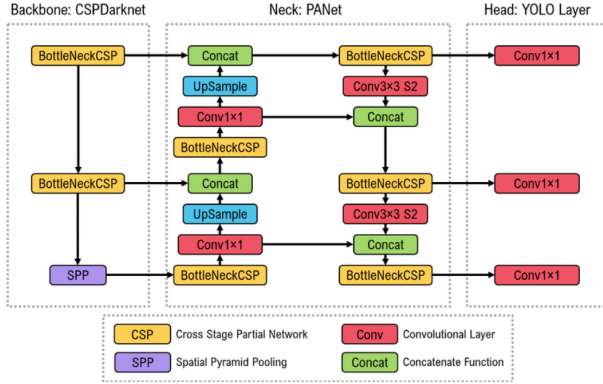 Backbone: CSPDarknet Neck: PANet Head: YOLO Layer
BottleNeckCSP Concat BottleNeckCSP Conv1×1
UpSample Conv3×3 S2
Conv1×1 Concat
BottleNeckCSP
BottleNeckCSP Concat BottleNeckCSP Conv1×1
UpSample Conv3×3 S2
Conv1×1 Concat
SPP BottleNeckCSP BottleNeckCSP Conv1×1
CSP Cross Stage Partial Network Conv Convolutional Layer
SPP Spatial Pyramid Pooling Concat Concatenate Function